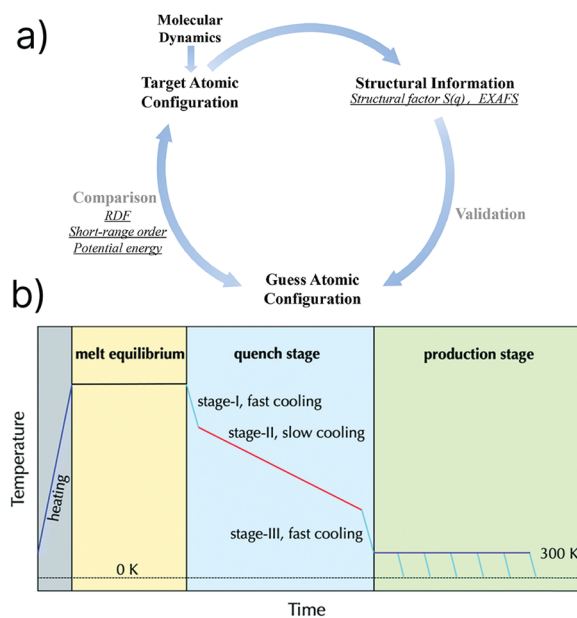 a)
Molecular
Dynamics
Target Atomic
Configuration
Structural Information
Structural factor S(q), EXAFS
Comparison
RDF
Short-range order
Potential energy
Validation
Guess Atomic
Configuration
b)
melt equilibrium
quench stage
production stage
stage-I, fast cooling
stage-II, slow cooling
heating
Temperature
stage-III, fast cooling
300 K
0 K
Time